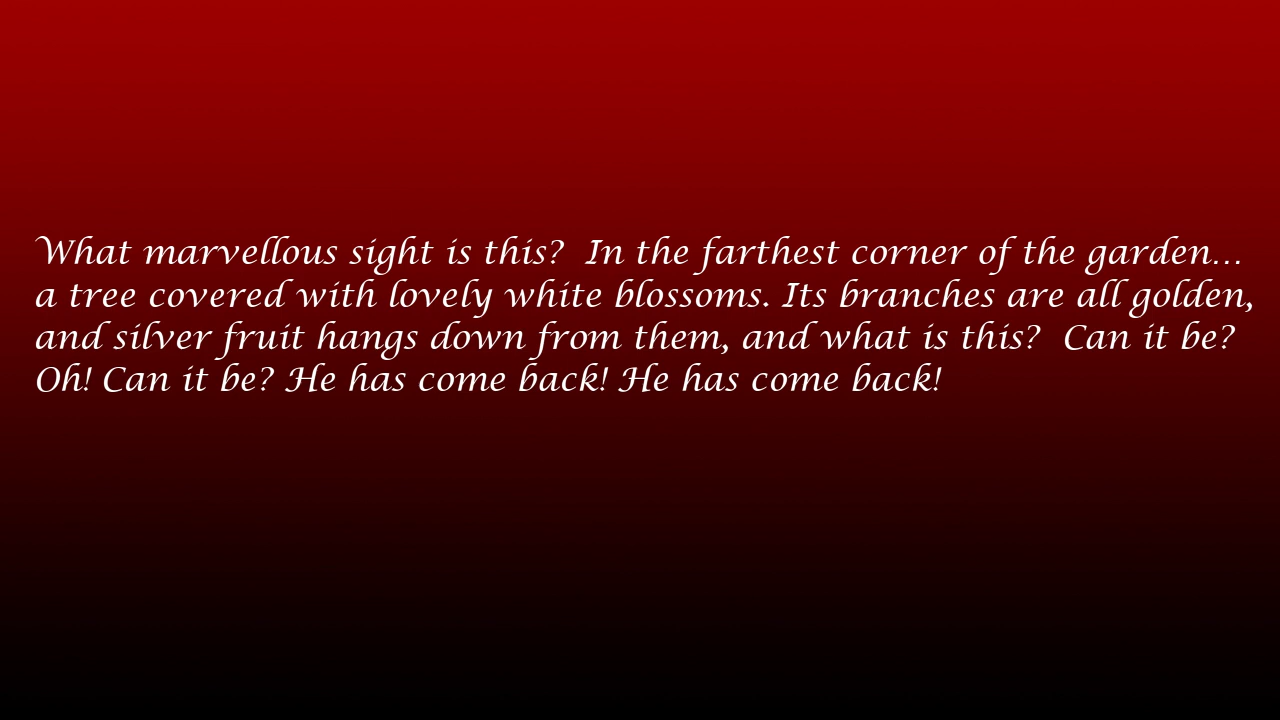 What marvellous sight is this?  In the farthest corner of the garden…
a tree covered with lovely white blossoms. Its branches are all golden,
and silver fruit hangs down from them, and what is this?  Can it be?
Oh! Can it be? He has come back! He has come back!